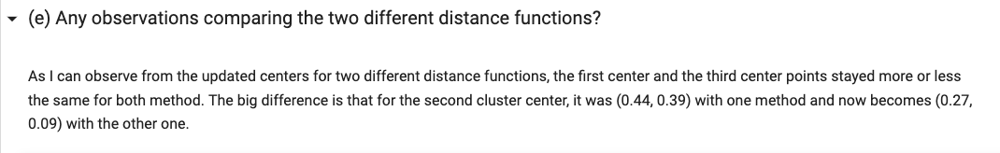 (e) Any observations comparing the two different distance functions?
As I can observe from the updated centers for two different distance functions, the first center and the third center points stayed more or less
the same for both method. The big difference is that for the second cluster center, it was (0.44, 0.39) with one method and now becomes (0.27,
0.09) with the other one.